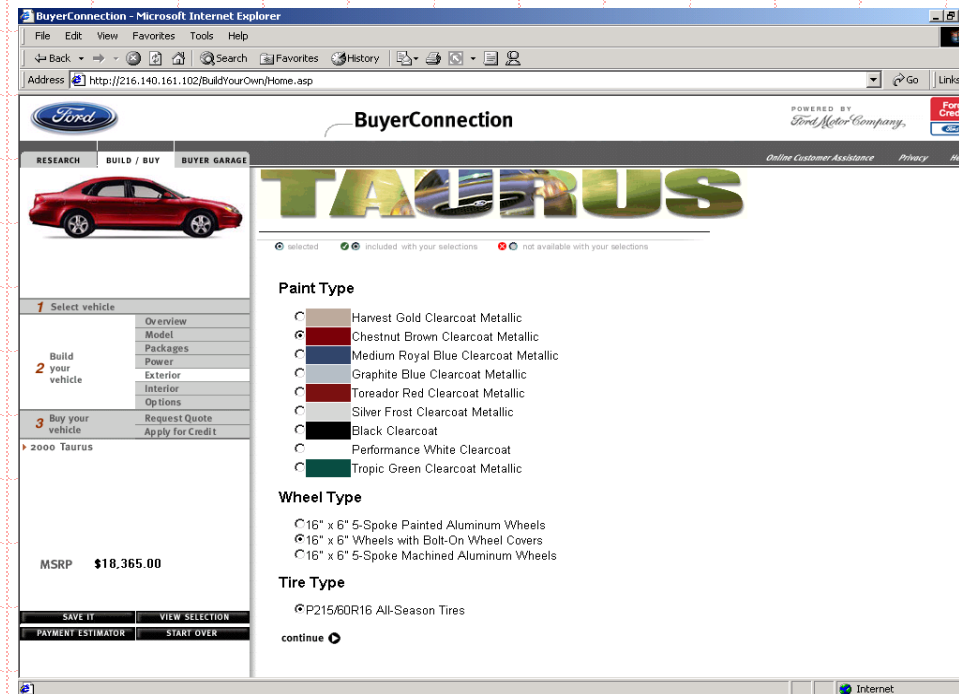 BuyerConnection - Microsoft Internet Explorer
File Edit View Favorites Tools Help
Back Search Favorites History
Address http://216.140.161.102/BuildYourOwn/Home.asp Go Links
Ford
BuyerConnection
POWERED BY
Ford Motor Company,
RESEARCH BUILD / BUY BUYER GARAGE
Online Customer Assistance Privacy
TAURUS
selected included with your selections not available with your selections
Paint Type
Harvest Gold Clearcoat Metallic
Chestnut Brown Clearcoat Metallic
Medium Royal Blue Clearcoat Metallic
Graphite Blue Clearcoat Metallic
Toreador Red Clearcoat Metallic
Silver Frost Clearcoat Metallic
Black Clearcoat
Performance White Clearcoat
Tropic Green Clearcoat Metallic
Wheel Type
16" x 6" 5-Spoke Painted Aluminum Wheels
16" x 6" Wheels with Bolt-On Wheel Covers
16" x 6" 5-Spoke Machined Aluminum Wheels
Tire Type
P215/60R16 All-Season Tires
continue
1 Select vehicle
2 Build your vehicle
Overview
Model
Packages
Power
Exterior
Interior
Options
3 Buy your vehicle
Request Quote
Apply for Credit
2000 Taurus
MSRP $18,365.00
SAVE IT VIEW SELECTION
PAYMENT ESTIMATOR START OVER
Internet